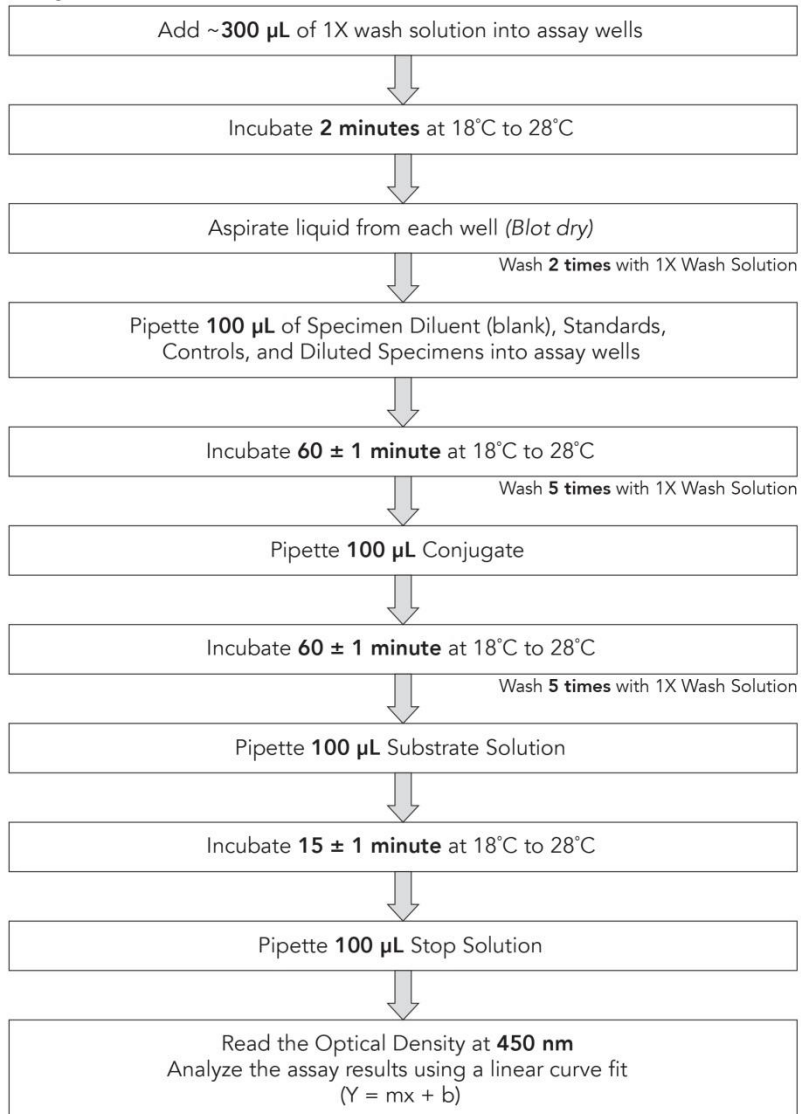 Add ~300 µL of 1X wash solution into assay wells
Incubate 2 minutes at 18˚C to 28˚C
Aspirate liquid from each well (Blot dry)
Wash 2 times with 1X Wash Solution
Pipette 100 µL of Specimen Diluent (blank), Standards,
Controls, and Diluted Specimens into assay wells
Incubate 60 ± 1 minute at 18˚C to 28˚C
Wash 5 times with 1X Wash Solution
Pipette 100 µL Conjugate
Incubate 60 ± 1 minute at 18˚C to 28˚C
Wash 5 times with 1X Wash Solution
Pipette 100 µL Substrate Solution
Incubate 15 ± 1 minute at 18˚C to 28˚C
Pipette 100 µL Stop Solution
Read the Optical Density at 450 nm
Analyze the assay results using a linear curve fit
(Y = mx + b)